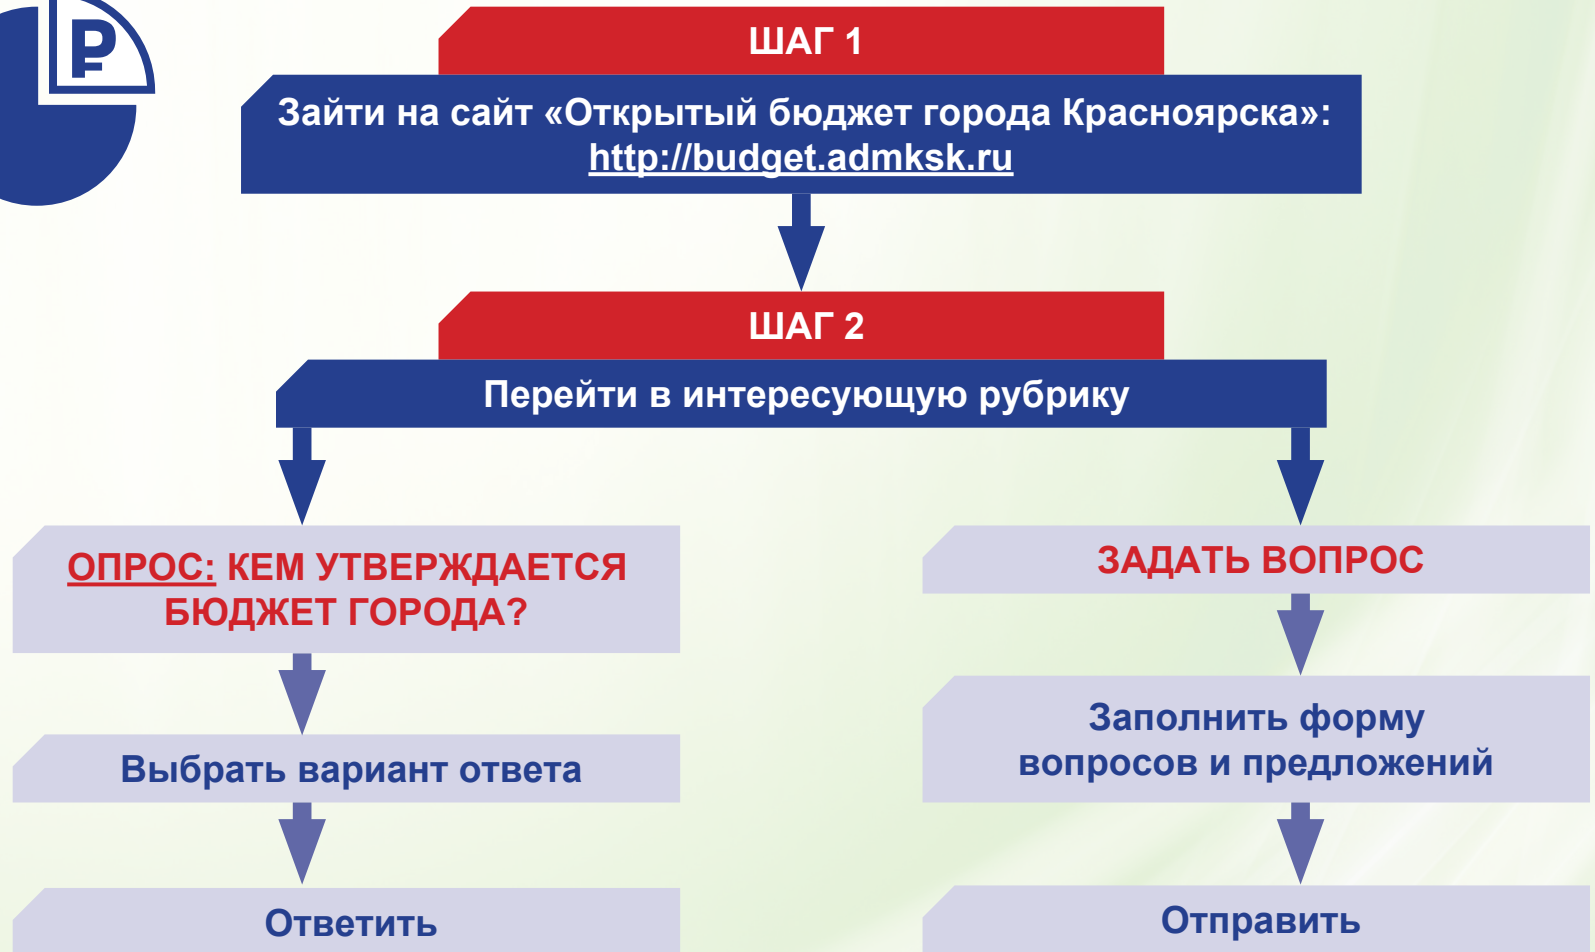 ШАГ 1
Зайти на сайт «Открытый бюджет города Красноярска»:
http://budget.admksk.ru
ШАГ 2
Перейти в интересующую рубрику
ОПРОС: КЕМ УТВЕРЖДАЕТСЯ
БЮДЖЕТ ГОРОДА?
Выбрать вариант ответа
Ответить
ЗАДАТЬ ВОПРОС
Заполнить форму
вопросов и предложений
Отправить